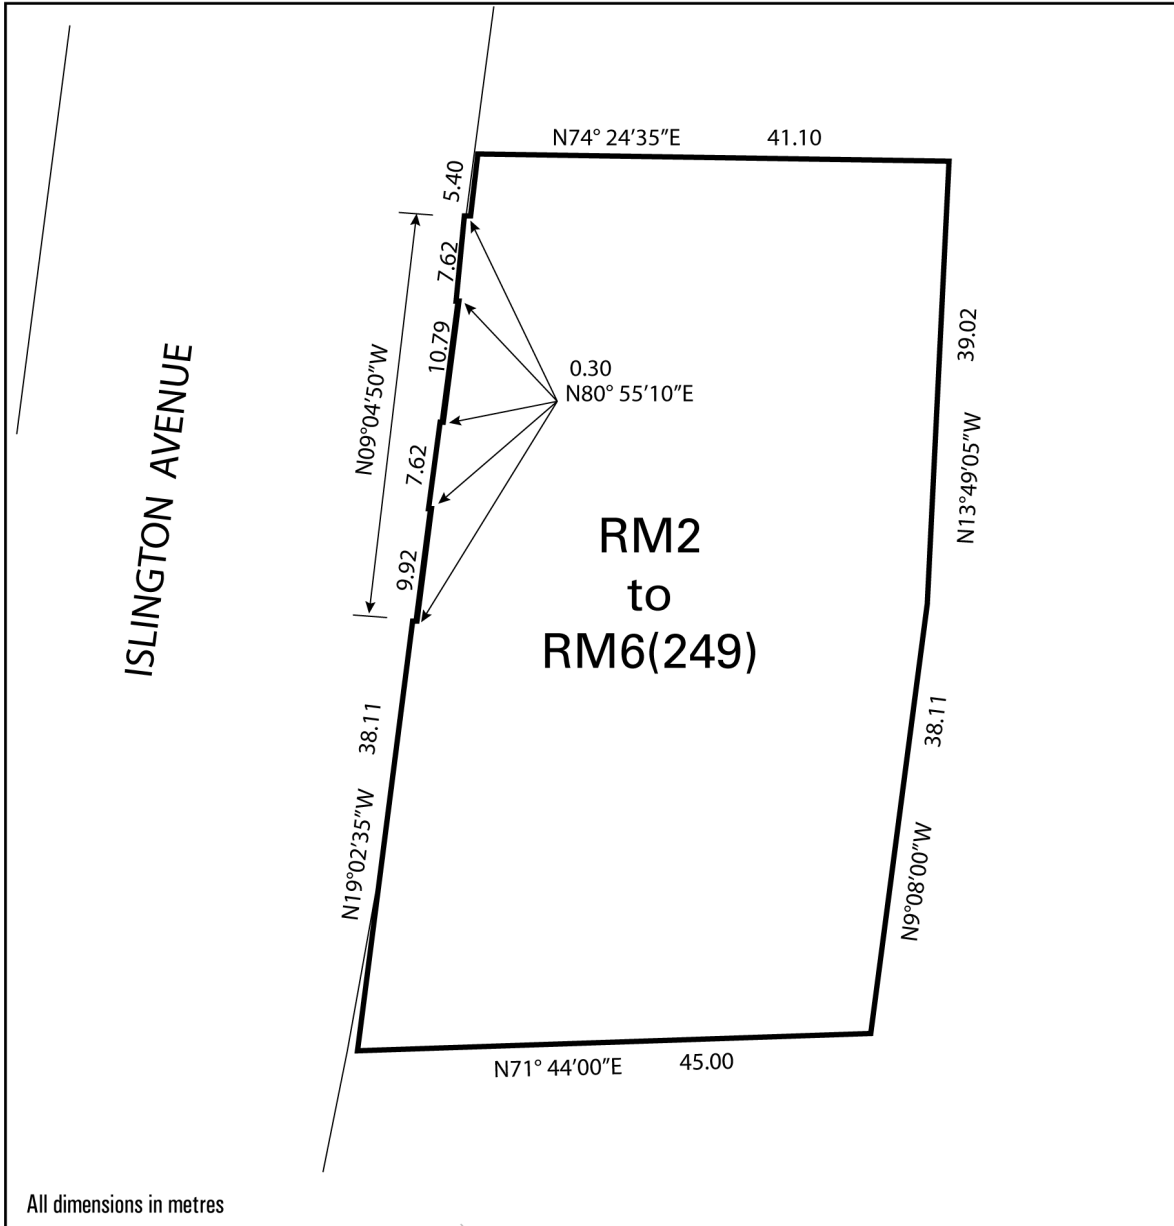 N74° 24'35"E 41.10
5.40
7.62
10.79
7.62
9.92
N09°04'50"W
0.30
N80° 55'10"E
39.02
N13°49'05"W
ISLINGTON AVENUE
RM2
to
RM6(249)
38.11
N19°02'35"W
38.11
N9°08'00"W
N71° 44'00"E 45.00
All dimensions in metres